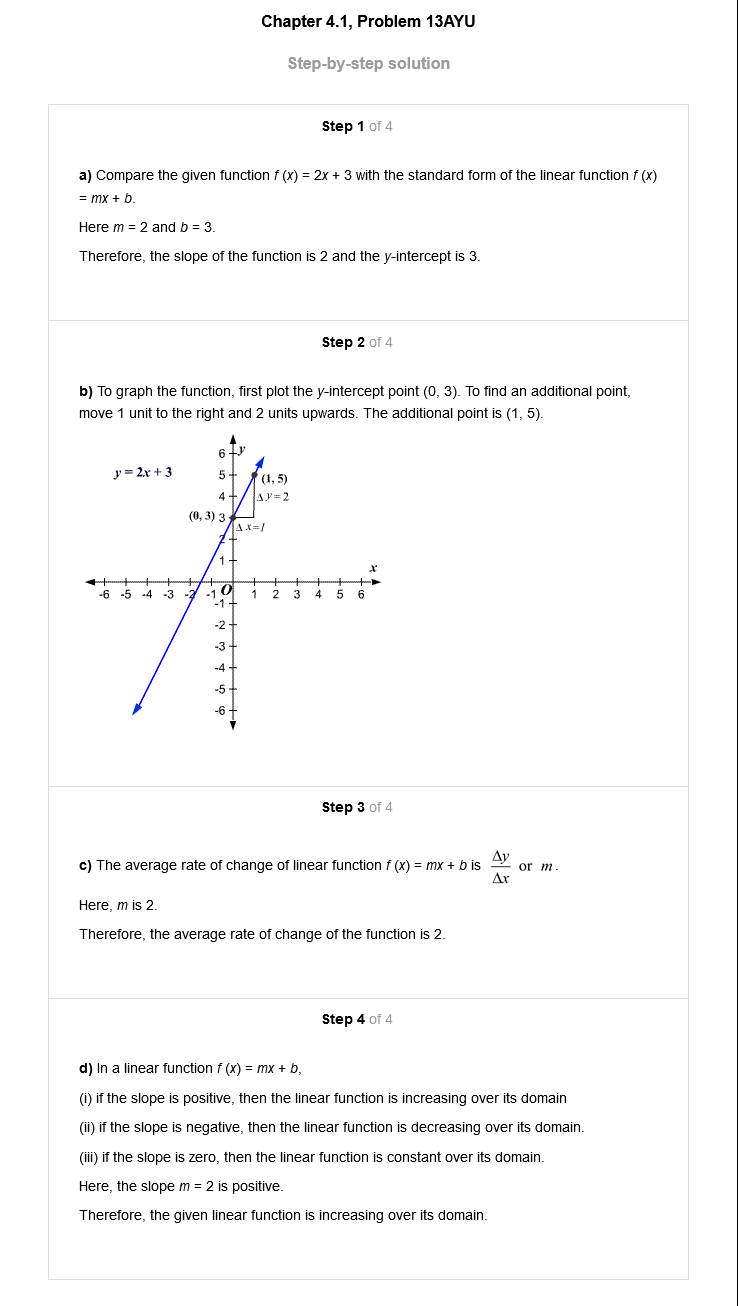 Chapter 4.1, Problem 13AYU
Step-by-step solution
Step 1 of 4
a) Compare the given function f (x) = 2x + 3 with the standard form of the linear function f (x)
= mx + b.
Here m = 2 and b = 3.
Therefore, the slope of the function is 2 and the y-intercept is 3.
Step 2 of 4
b) To graph the function, first plot the y-intercept point (0, 3). To find an additional point,
move 1 unit to the right and 2 units upwards. The additional point is (1, 5).
6 y
y = 2x + 3
5 (1, 5)
4 Δ y = 2
(0, 3) 3
Δ x = 1
2
1
x
-6 -5 -4 -3 -2 -1 O 1 2 3 4 5 6
-1
-2
-3
-4
-5
-6
Step 3 of 4
c) The average rate of change of linear function f (x) = mx + b is Δy/Δx or m.
Here, m is 2.
Therefore, the average rate of change of the function is 2.
Step 4 of 4
d) In a linear function f (x) = mx + b,
(i) if the slope is positive, then the linear function is increasing over its domain
(ii) if the slope is negative, then the linear function is decreasing over its domain.
(iii) if the slope is zero, then the linear function is constant over its domain.
Here, the slope m = 2 is positive.
Therefore, the given linear function is increasing over its domain.